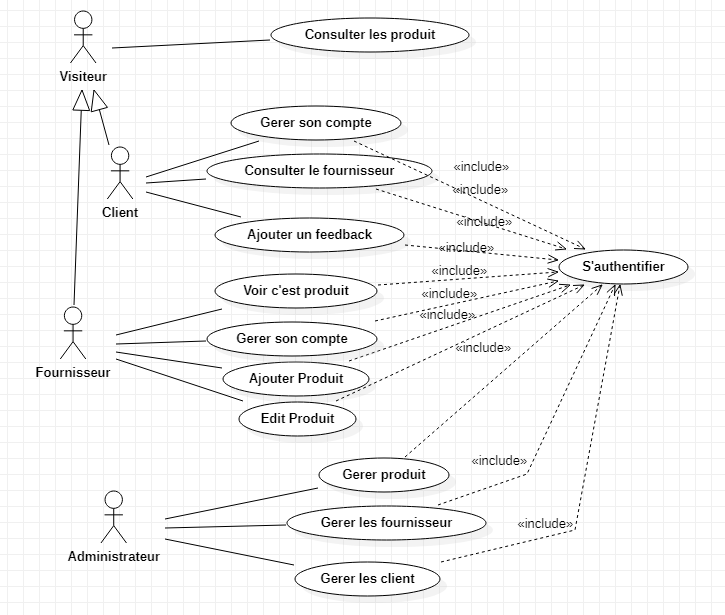 Consulter les produit
Visiteur
Gerer son compte
Consulter le fournisseur
«include»
«include»
Client
«include»
Ajouter un feedback
«include»
S'authentifier
«include»
Voir c'est produit
«include»
«include»
Gerer son compte
«include»
Fournisseur
Ajouter Produit
Edit Produit
«include»
Gerer produit
Gerer les fournisseur
«include»
Administrateur
Gerer les client